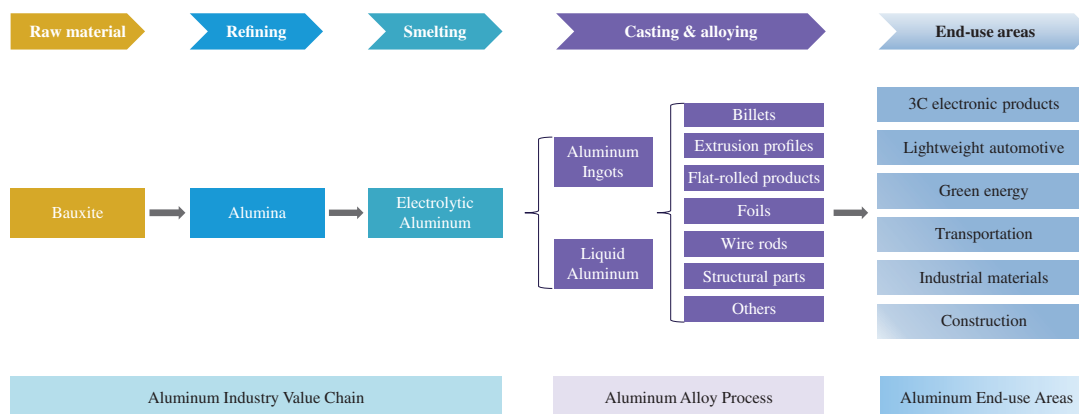 Raw material
Refining
Smelting
Casting & alloying
End-use areas
Bauxite
Alumina
Electrolytic
Aluminum
Aluminum
Ingots
Liquid
Aluminum
Billets
Extrusion profiles
Flat-rolled products
Foils
Wire rods
Structural parts
Others
3C electronic products
Lightweight automotive
Green energy
Transportation
Industrial materials
Construction
Aluminum Industry Value Chain
Aluminum Alloy Process
Aluminum End-use Areas